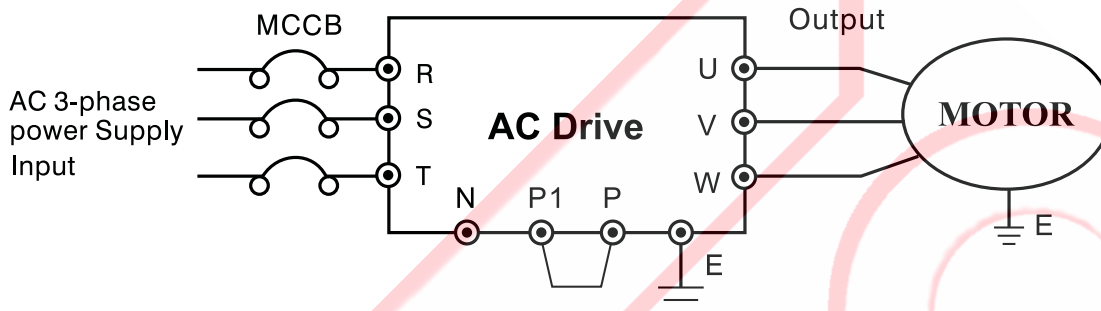 MCCB
Output
AC 3-phase
power Supply
Input
R
S
T
AC Drive
U
V
W
MOTOR
N
P1
P
E
E